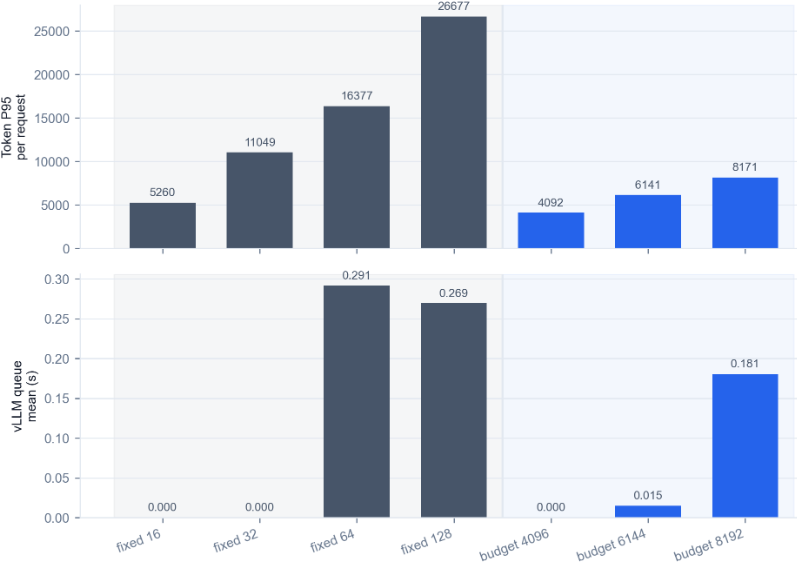 Token P95
per request
25000
20000
15000
10000
5000
0
5260
11049
16377
26677
4092
6141
8171
vLLM queue
mean (s)
0.30
0.25
0.20
0.15
0.10
0.05
0.00
0.000
0.000
0.291
0.269
0.000
0.015
0.181
fixed 16
fixed 32
fixed 64
fixed 128
budget 4096
budget 6144
budget 8192